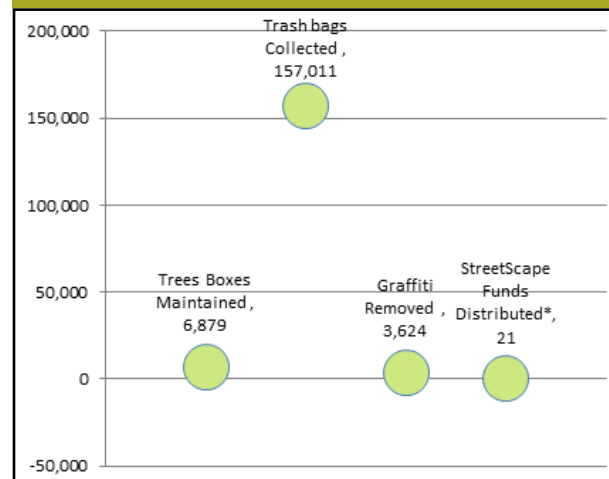 200,000
150,000
100,000
50,000
0
-50,000
Trash bags
Collected ,
157,011
Trees Boxes
Maintained ,
6,879
Graffiti
Removed ,
3,624
StreetScape
Funds
Distributed*,
21